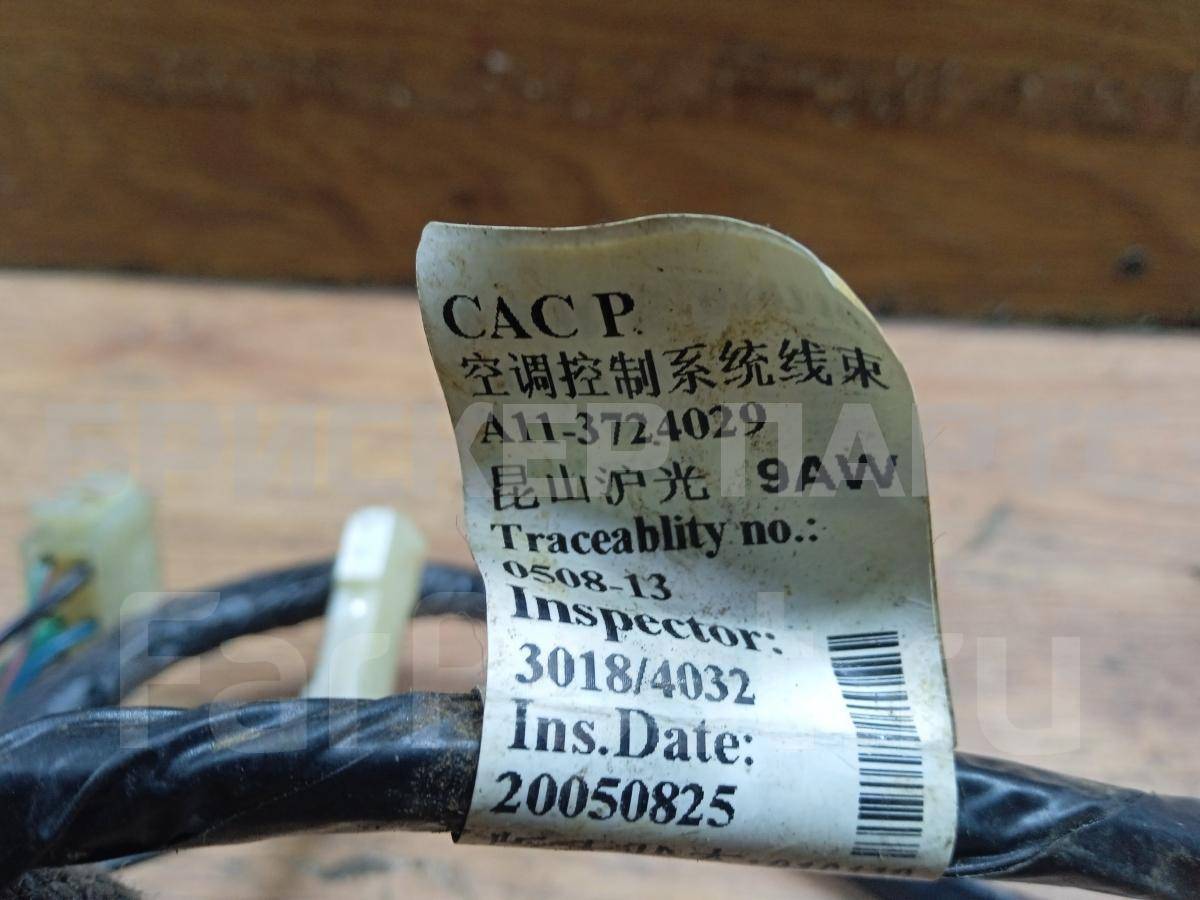 CAC P.
空调控制系统线束
A11-3724029
昆山沪光 9AW
Traceablity no.:
0508-13
Inspector:
3018/4032
Ins.Date:
20050825